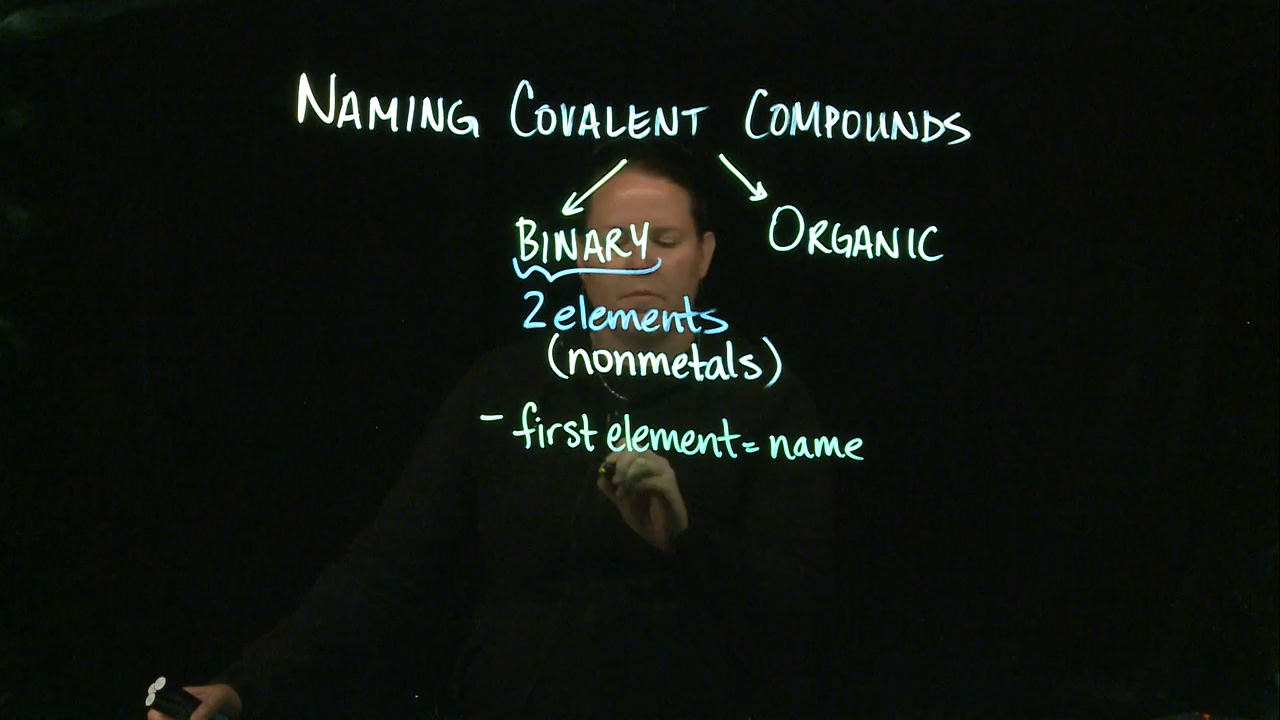 NAMING COVALENT COMPOUNDS
BINARY
ORGANIC
2 elements
(nonmetals)
- first element = name